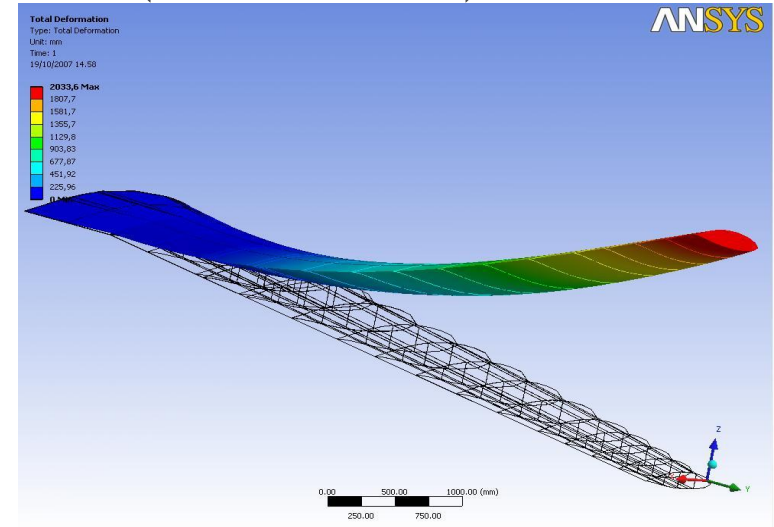 Total Deformation
Type: Total Deformation
Unit: mm
Time: 1
19/10/2007 14.58
ANSYS
2033,6 Max
1807,7
1581,7
1355,7
1129,8
903,83
677,87
451,92
225,96
Z
Y
0.00 500.00 1000.00 (mm)
250.00 750.00